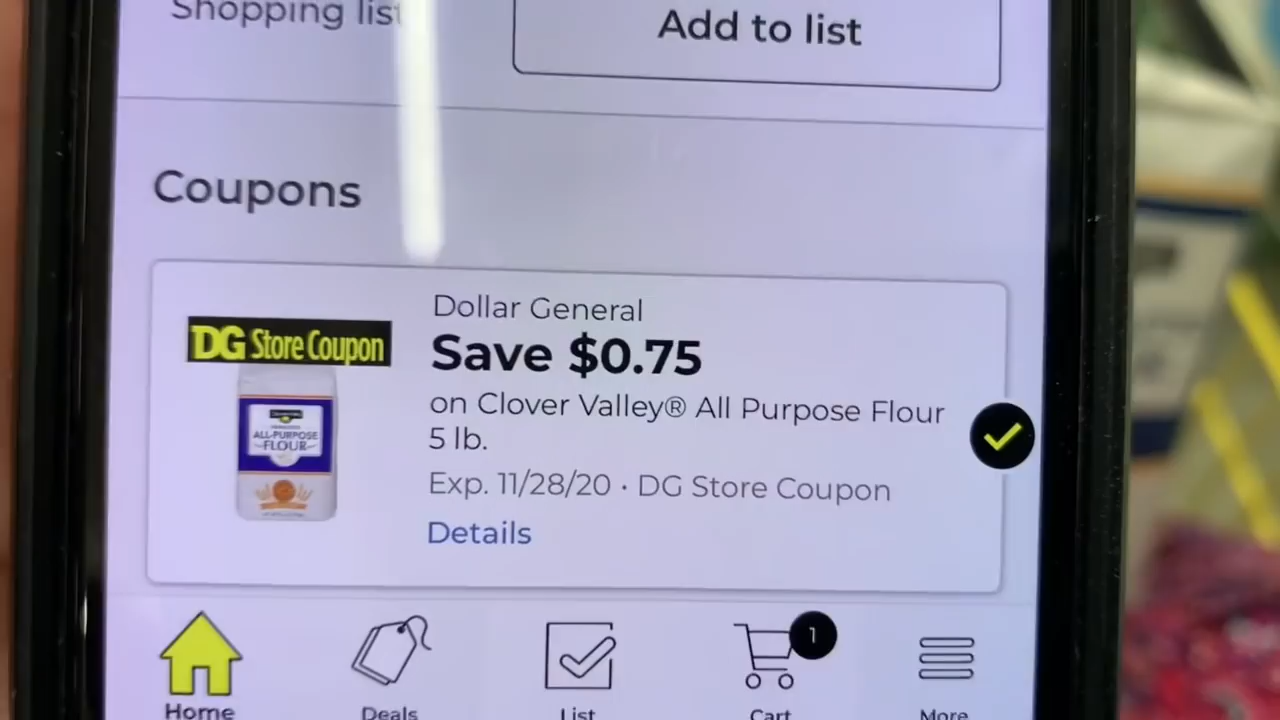 Shopping list
Add to list
Coupons
Dollar General
DG Store Coupon
Save $0.75
on Clover Valley® All Purpose Flour
5 lb.
ALL-PURPOSE
FLOUR
Exp. 11/28/20 · DG Store Coupon
Details
1
Home
Deals
List
Cart
More